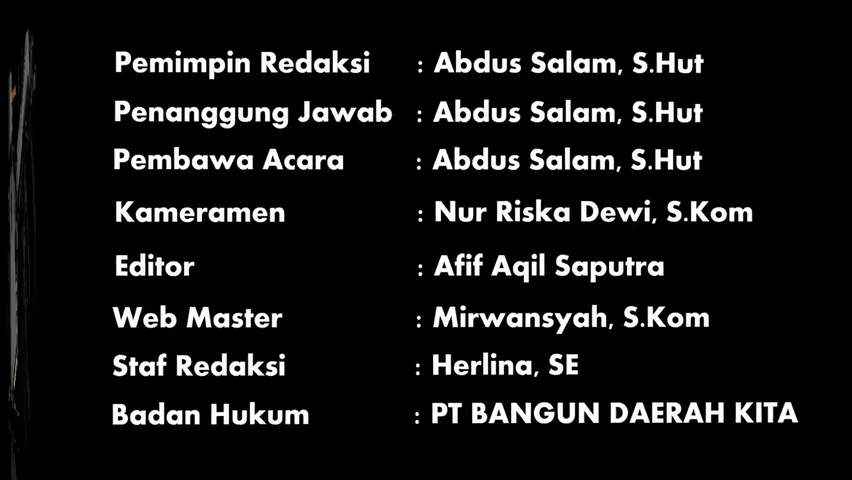 Pemimpin Redaksi : Abdus Salam, S.Hut
Penanggung Jawab : Abdus Salam, S.Hut
Pembawa Acara : Abdus Salam, S.Hut
Kameramen : Nur Riska Dewi, S.Kom
Editor : Afif Aqil Saputra
Web Master : Mirwansyah, S.Kom
Staf Redaksi : Herlina, SE
Badan Hukum : PT BANGUN DAERAH KITA